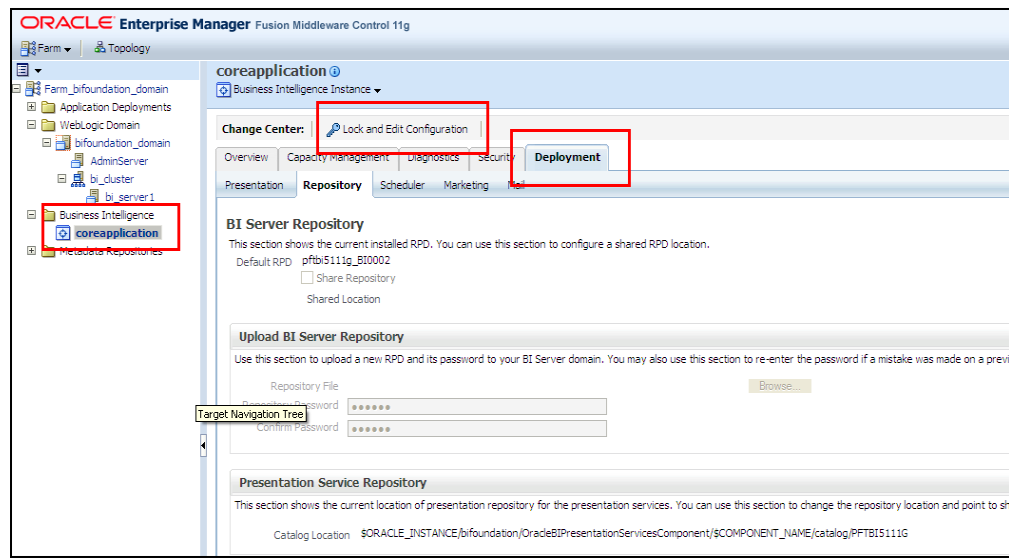 ORACLE Enterprise Manager Fusion Middleware Control 11g
Farm Topology
Farm_bifoundation_domain
Application Deployments
WebLogic Domain
bifoundation_domain
AdminServer
bi_cluster
bi_server1
Business Intelligence
coreapplication
Metadata Repositories
coreapplication
Business Intelligence Instance
Change Center: Lock and Edit Configuration
Overview Capacity Management Diagnostics Security Deployment
Presentation Repository Scheduler Marketing Mail
BI Server Repository
This section shows the current installed RPD. You can use this section to configure a shared RPD location.
Default RPD pftbi5111g_BI0002
Share Repository
Shared Location
Upload BI Server Repository
Use this section to upload a new RPD and its password to your BI Server domain. You may also use this section to re-enter the password if a mistake was made on a previ
Repository File Browse...
Repository Password ●●●●●●
Target Navigation Tree
Confirm Password ●●●●●●
Presentation Service Repository
This section shows the current location of presentation repository for the presentation services. You can use this section to change the repository location and point to sh
Catalog Location $ORACLE_INSTANCE/bifoundation/OracleBIPresentationServicesComponent/$COMPONENT_NAME/catalog/PFTBI5111G